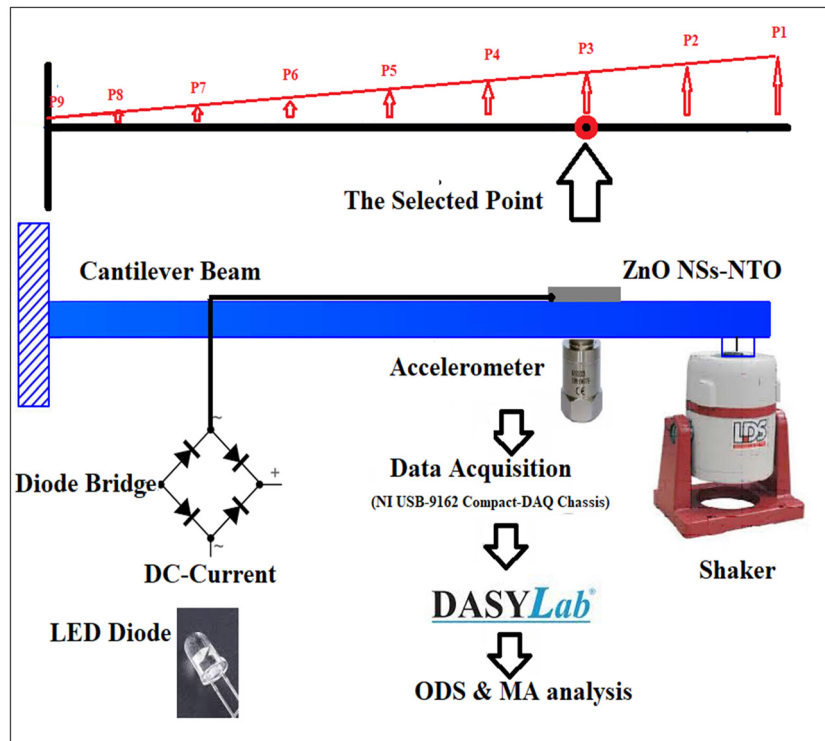 P1
P2
P3
P4
P5
P6
P7
P8
P9
The Selected Point
Cantilever Beam
ZnO NSs-NTO
Accelerometer
~
Diode Bridge
+
~
DC-Current
LED Diode
Data Acquisition
(NI USB-9162 Compact-DAQ Chassis)
LDS
Shaker
DASYLab®
ODS & MA analysis